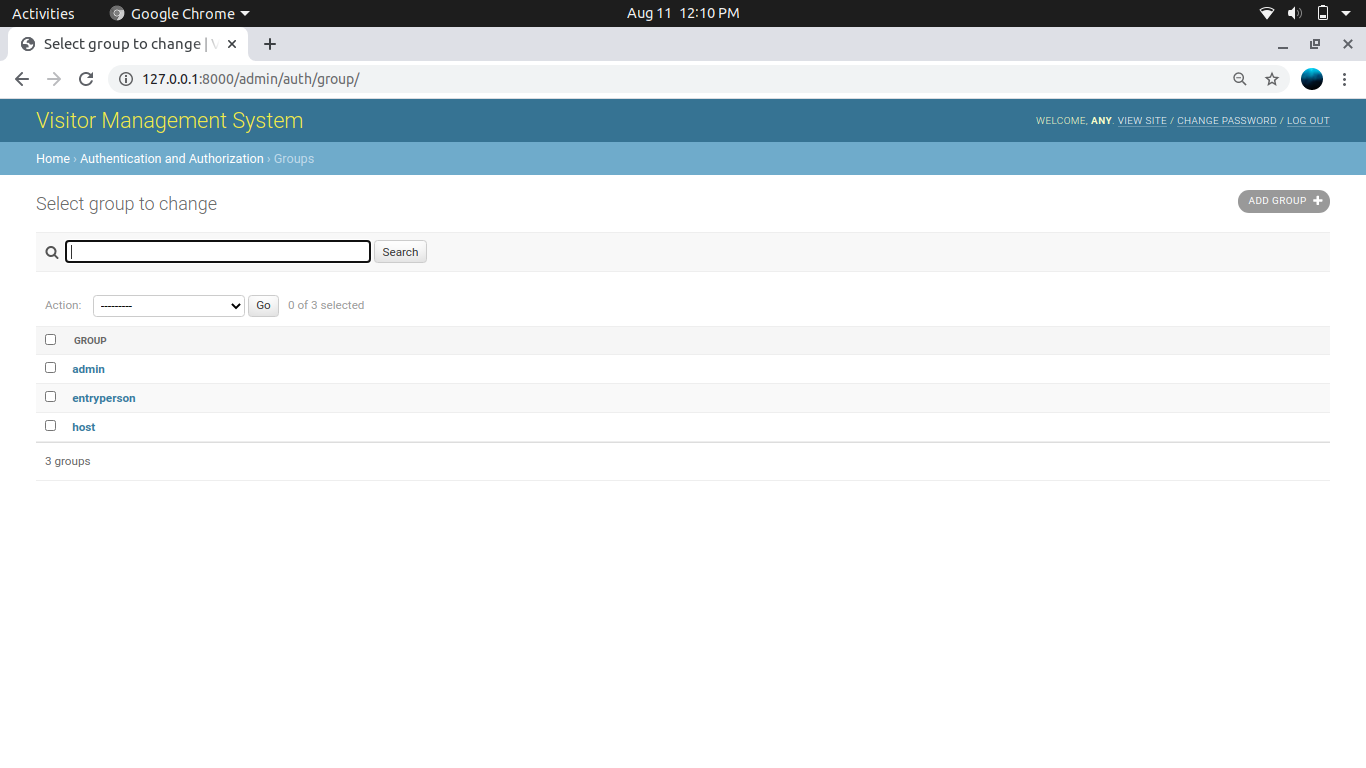 Activities Google Chrome Aug 11 12:10 PM
Select group to change |
127.0.0.1:8000/admin/auth/group/
Visitor Management System WELCOME, ANY. VIEW SITE / CHANGE PASSWORD / LOG OUT
Home › Authentication and Authorization › Groups
Select group to change ADD GROUP +
Search
Action: --------- Go 0 of 3 selected
GROUP
admin
entryperson
host
3 groups